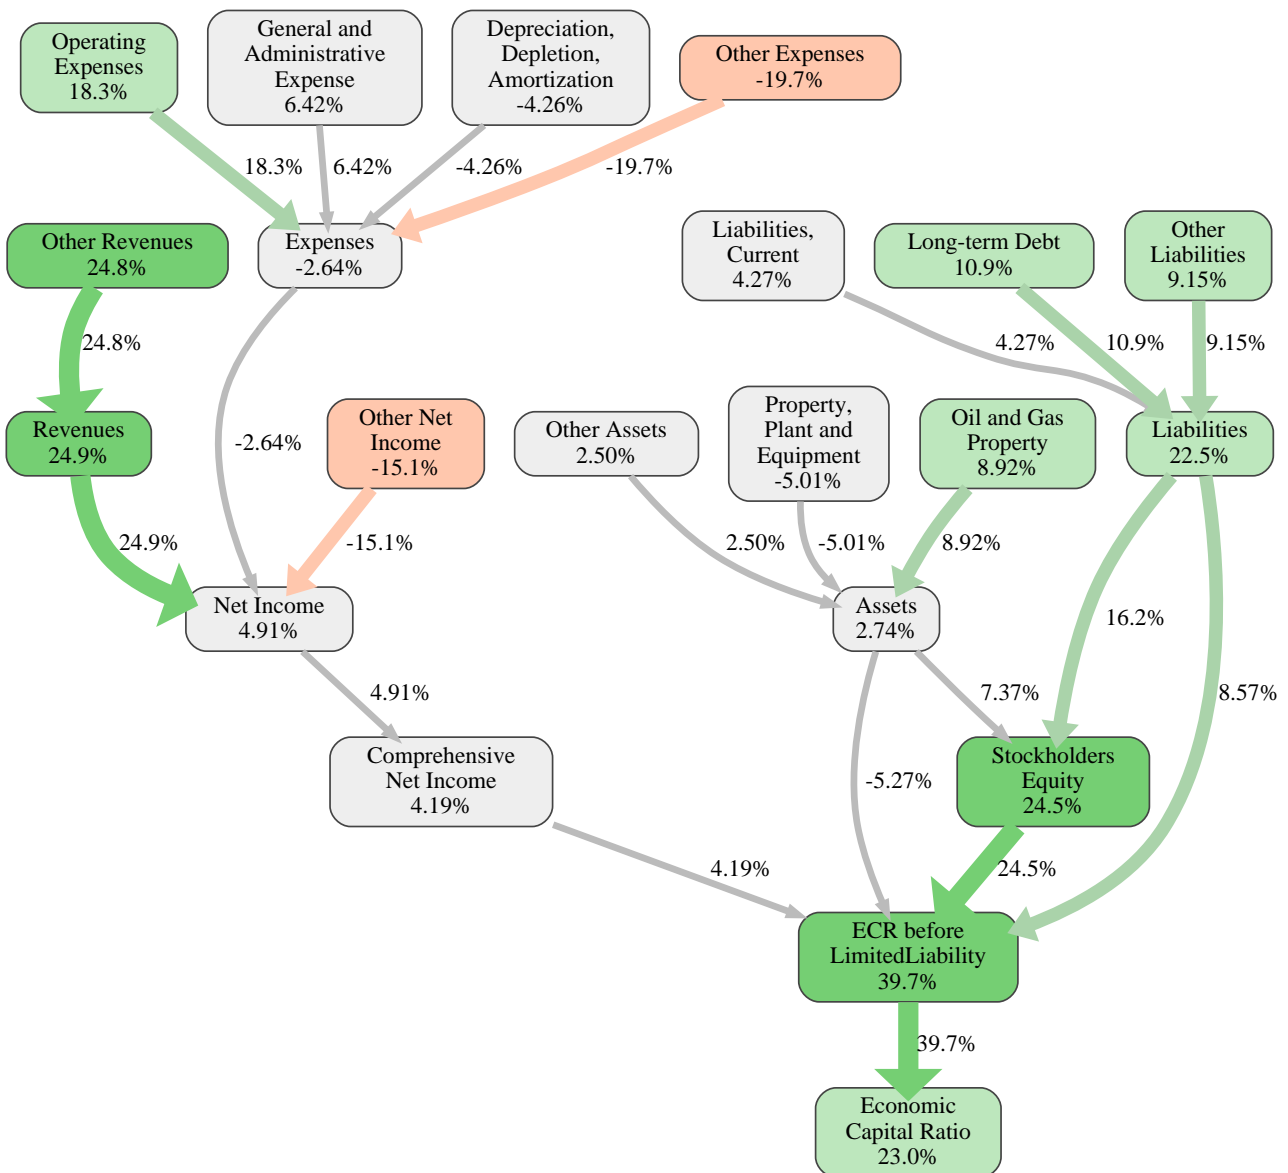 Operating
Expenses
18.3%
General and
Administrative
Expense
6.42%
Depreciation,
Depletion,
Amortization
-4.26%
Other Expenses
-19.7%
18.3%
6.42%
-4.26%
-19.7%
Other Revenues
24.8%
Expenses
-2.64%
Liabilities,
Current
4.27%
Long-term Debt
10.9%
Other
Liabilities
9.15%
24.8%
4.27%
10.9%
9.15%
Revenues
24.9%
-2.64%
Other Net
Income
-15.1%
Other Assets
2.50%
Property,
Plant and
Equipment
-5.01%
Oil and Gas
Property
8.92%
Liabilities
22.5%
24.9%
-15.1%
2.50%
-5.01%
8.92%
Net Income
4.91%
Assets
2.74%
16.2%
4.91%
7.37%
8.57%
Comprehensive
Net Income
4.19%
-5.27%
Stockholders
Equity
24.5%
4.19%
24.5%
ECR before
LimitedLiability
39.7%
39.7%
Economic
Capital Ratio
23.0%